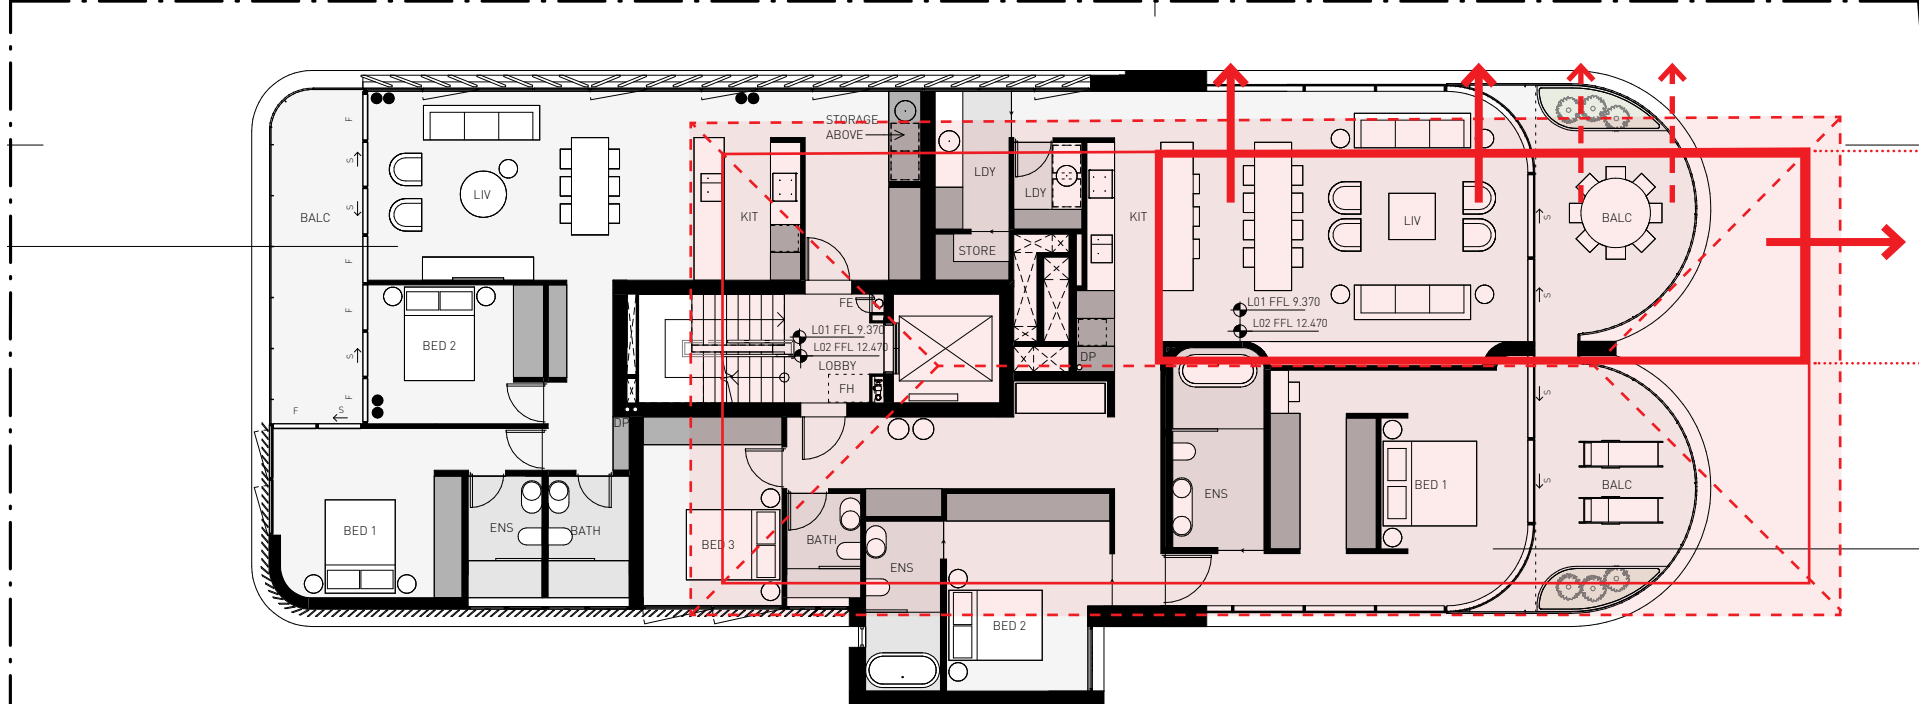 STORAGE
ABOVE
F
F
S
LDY
S
LIV
LDY
BALC
S
KIT
KIT
LIV
S
BALC
STORE
F
F
S
FE
L01 FFL 9.370
L02 FFL 12.470
L01 FFL 9.370
L02 FFL 12.470
F
BED 2
S
LOBBY
DP
FH
F
S
F
S
DP
S
BED 1
BALC
ENS
BED 1
ENS
BATH
BED 3
BATH
ENS
BED 2